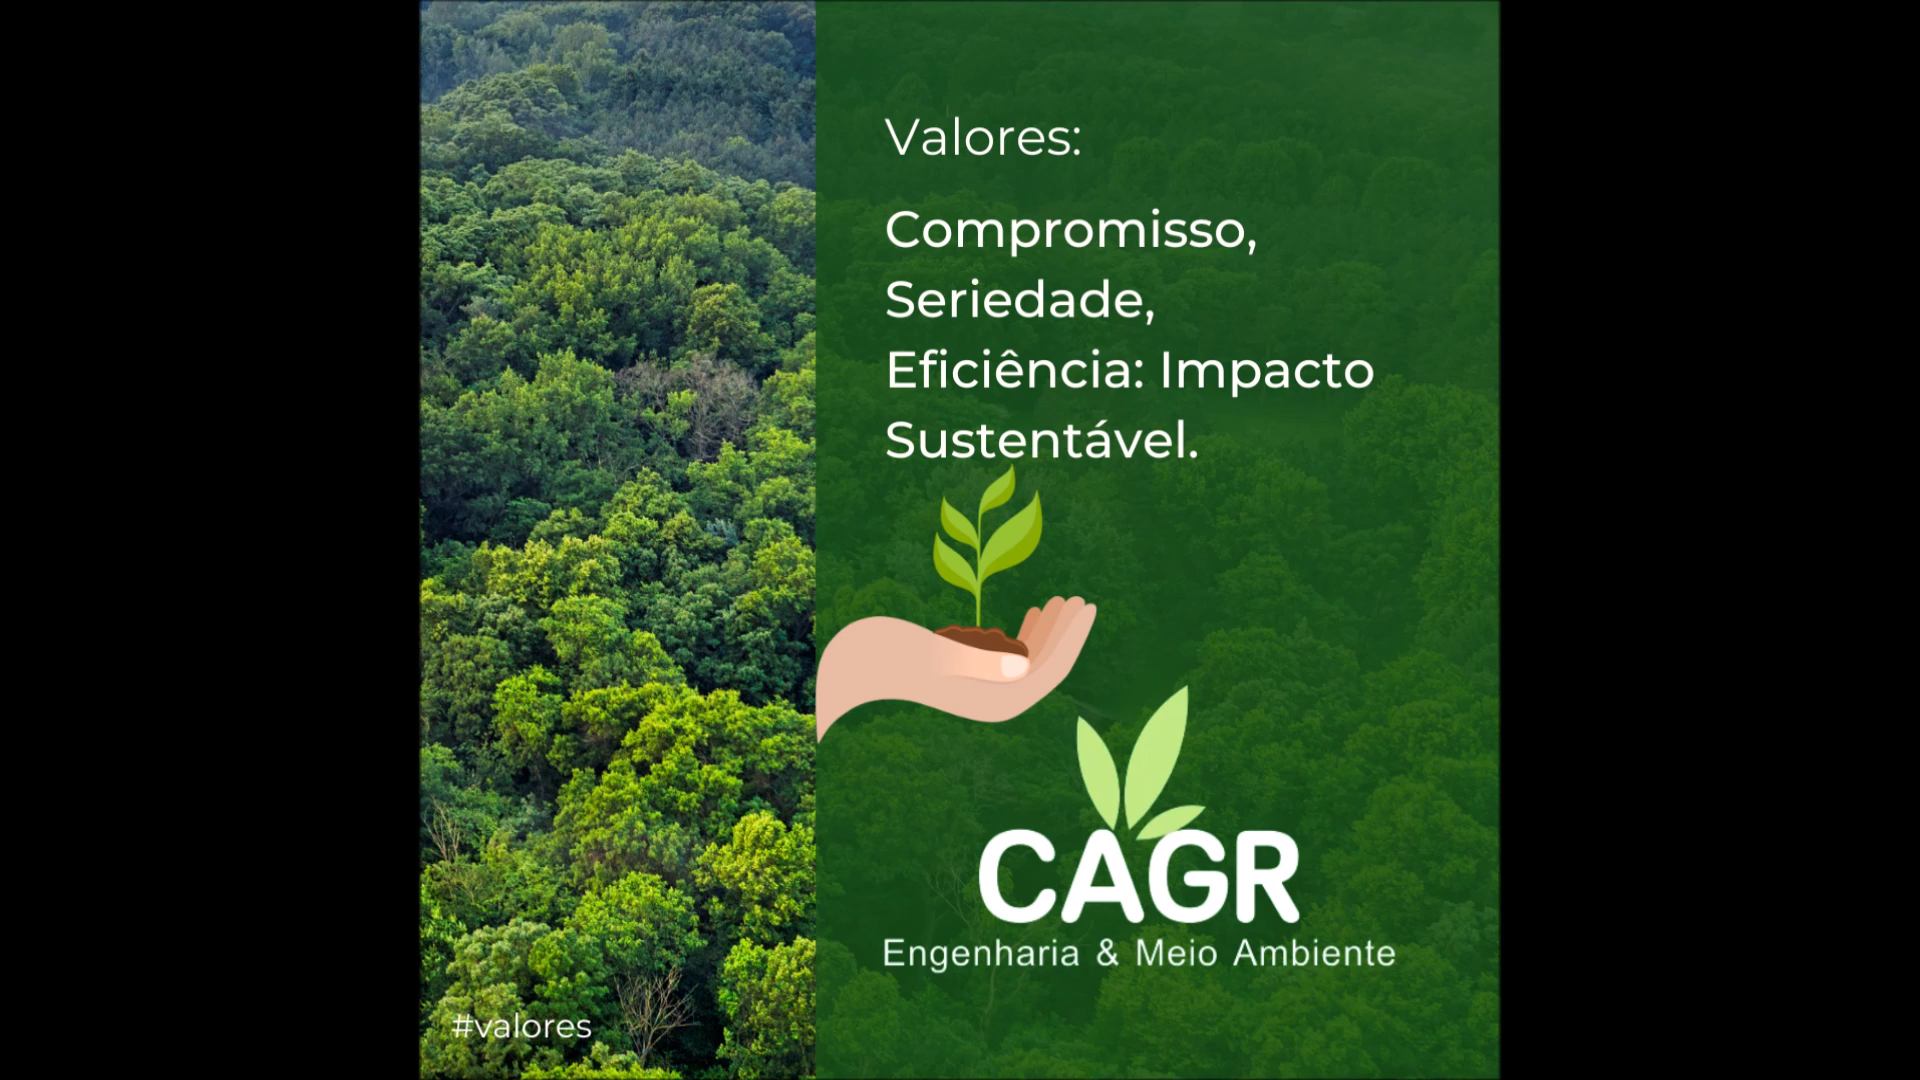 Valores:
Compromisso,
Seriedade,
Eficiência: Impacto
Sustentável.
CAGR
Engenharia & Meio Ambiente
#valores